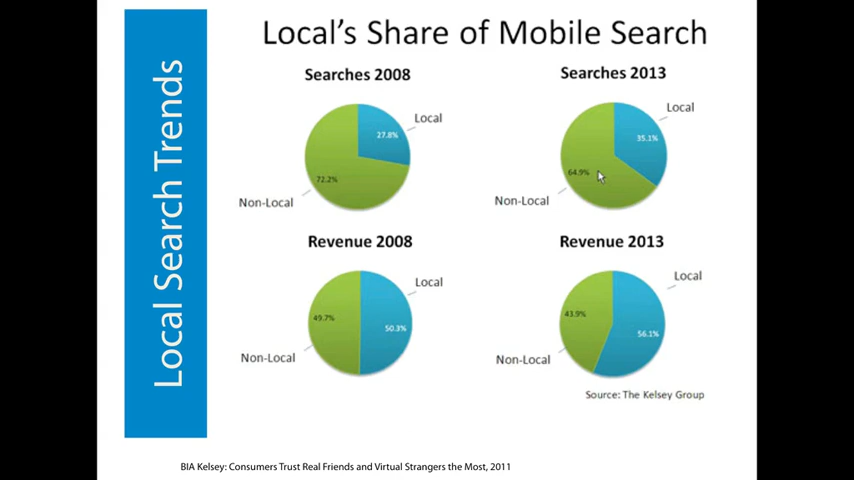 Local Search Trends
Local's Share of Mobile Search
Searches 2008
Local
27.8%
72.2%
Non-Local
Searches 2013
Local
35.1%
64.9%
Non-Local
Revenue 2008
Local
49.7%
50.3%
Non-Local
Revenue 2013
Local
43.9%
56.1%
Non-Local
Source: The Kelsey Group
BIA Kelsey: Consumers Trust Real Friends and Virtual Strangers the Most, 2011